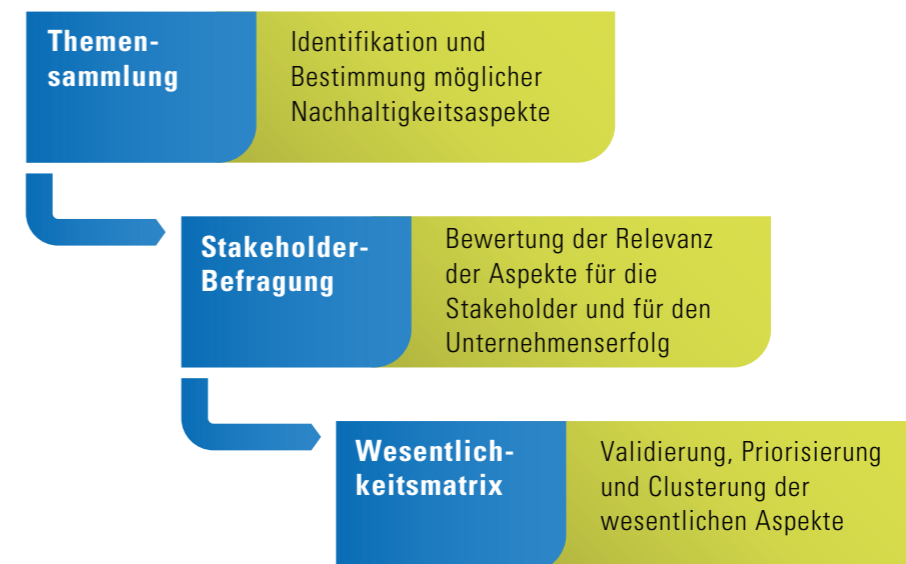 Themen-
sammlung
Identifikation und
Bestimmung möglicher
Nachhaltigkeitsaspekte
Stakeholder-
Befragung
Bewertung der Relevanz
der Aspekte für die
Stakeholder und für den
Unternehmenserfolg
Wesentlich-
keitsmatrix
Validierung, Priorisierung
und Clusterung der
wesentlichen Aspekte